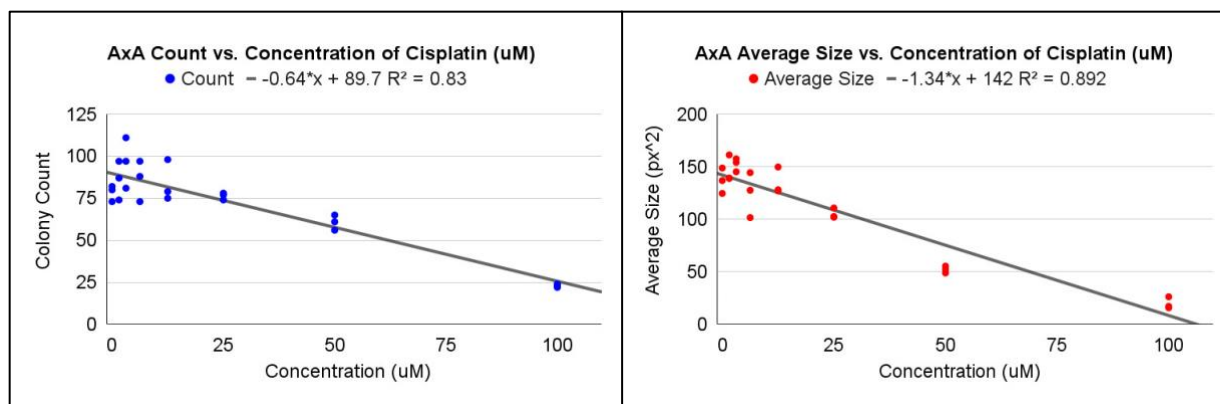 AxA Count vs. Concentration of Cisplatin (uM)
Count -0.64*x + 89.7 R² = 0.83
125
100
75
50
25
0
Colony Count
0 25 50 75 100
Concentration (uM)
AxA Average Size vs. Concentration of Cisplatin (uM)
Average Size -1.34*x + 142 R² = 0.892
200
150
100
50
0
Average Size (px^2)
0 25 50 75 100
Concentration (uM)